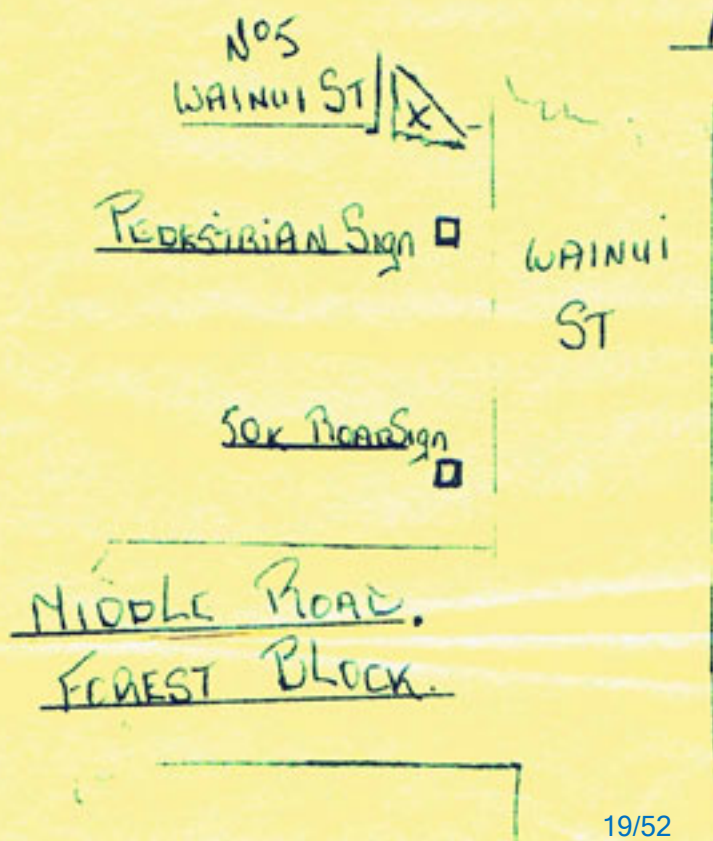 Nº5
WAINUI ST
X
PEDESTRIAN Sign
WAINUI
ST
50K ROADSign
MIDDLE ROAD.
FOREST BLOCK.
19/52